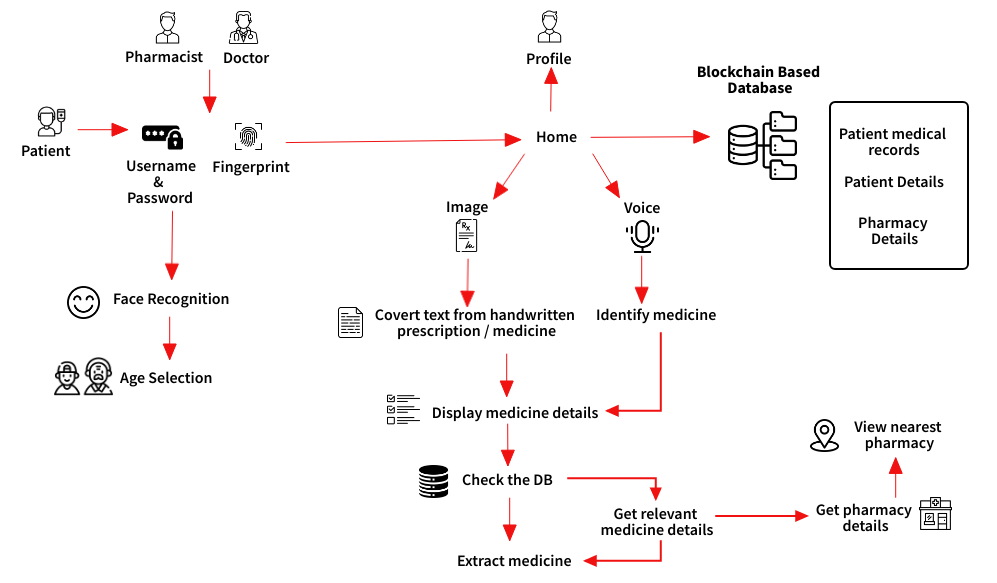 Pharmacist
Doctor
Profile
Blockchain Based
Database
Patient
Username
&
Password
Fingerprint
Home
Patient medical
records
Patient Details
Pharmacy
Details
Image
Voice
Rx
Face Recognition
Covert text from handwritten
prescription / medicine
Identify medicine
Age Selection
Display medicine details
View nearest
pharmacy
Check the DB
Get relevant
medicine details
Get pharmacy
details
Extract medicine